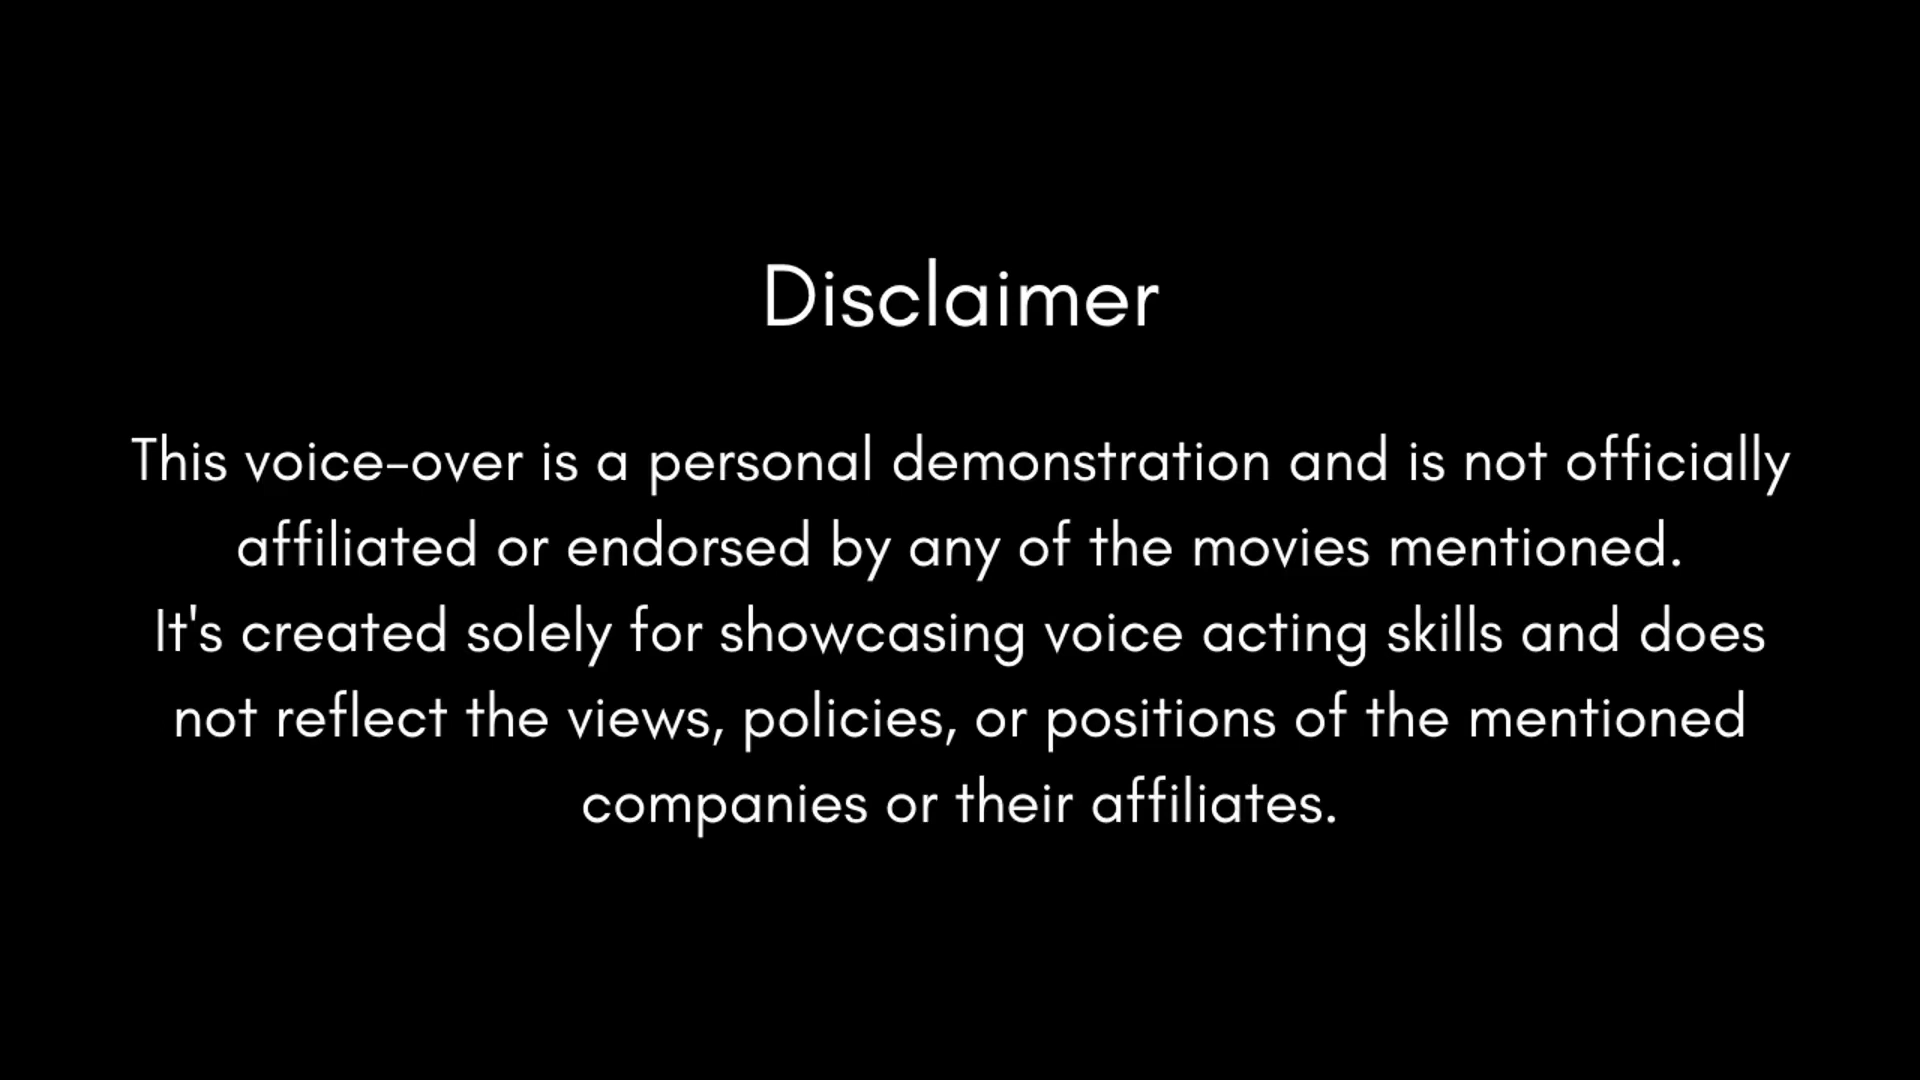 Disclaimer
This voice-over is a personal demonstration and is not officially
affiliated or endorsed by any of the movies mentioned.
It's created solely for showcasing voice acting skills and does
not reflect the views, policies, or positions of the mentioned
companies or their affiliates.